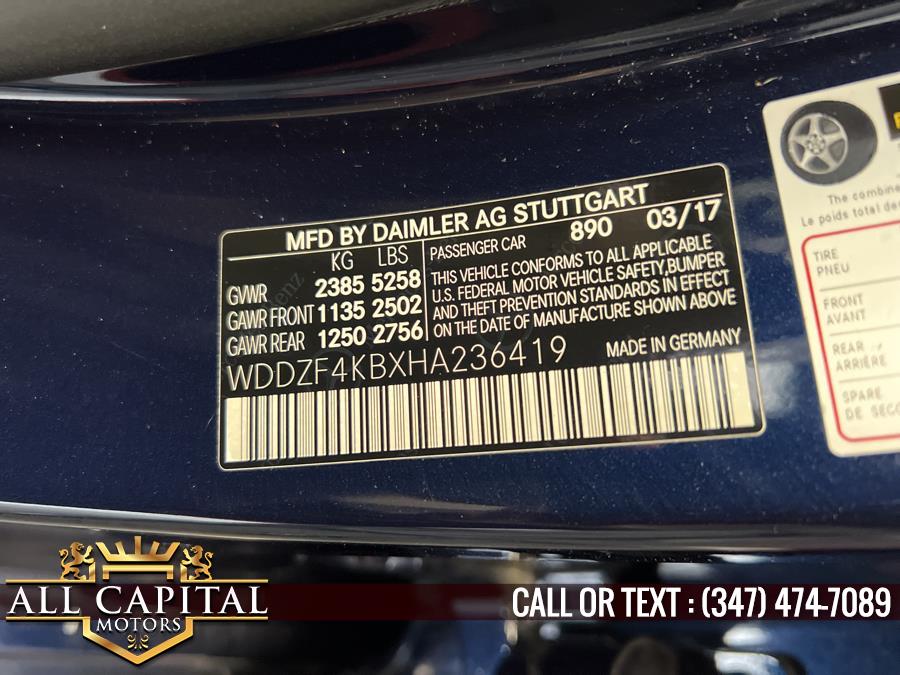 MFD BY DAIMLER AG STUTTGART
KG LBS
GVWR 2385 5258
GAWR FRONT 1135 2502
GAWR REAR 1250 2756
PASSENGER CAR 890 03/17
THIS VEHICLE CONFORMS TO ALL APPLICABLE
U.S. FEDERAL MOTOR VEHICLE SAFETY,BUMPER
AND THEFT PREVENTION STANDARDS IN EFFECT
ON THE DATE OF MANUFACTURE SHOWN ABOVE
WDDZF4KBXHA236419
MADE IN GERMANY
The combine
Le poids total de
TIRE
PNEU
FRONT
AVANT
REAR
ARRIÈRE
SPARE
DE SECO
ALL CAPITAL
MOTORS
CALL OR TEXT : (347) 474-7089